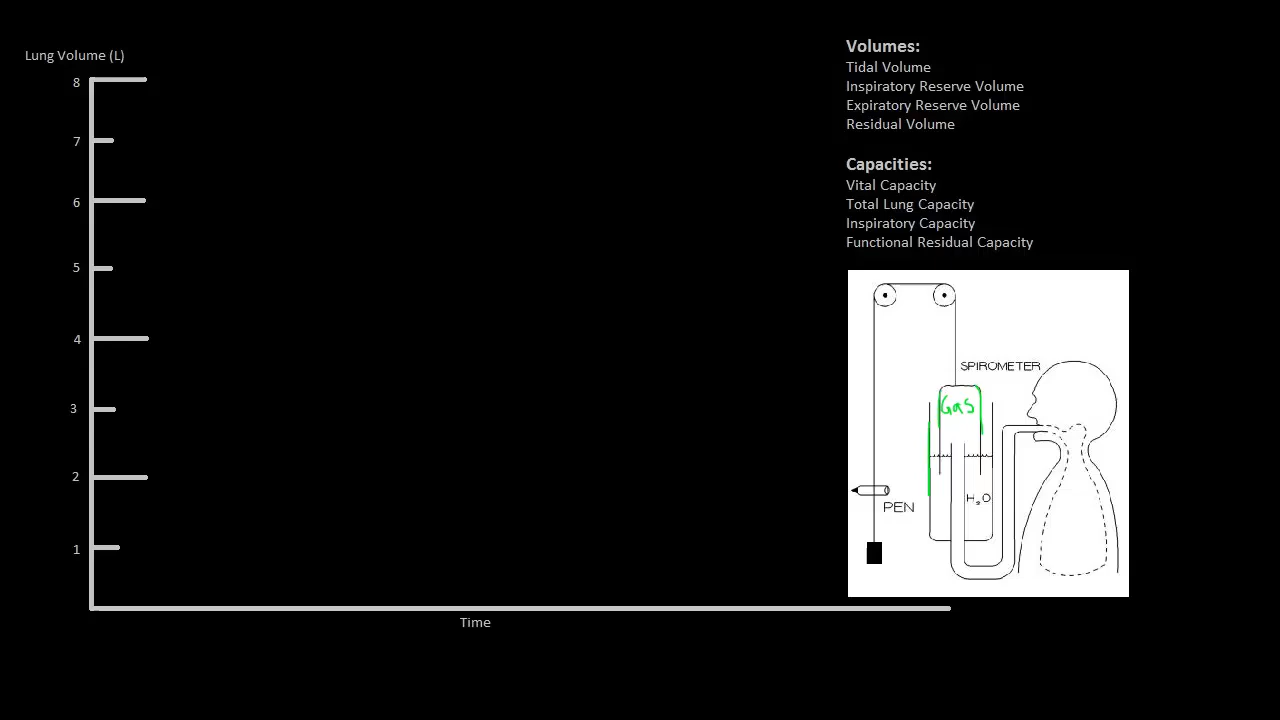 Lung Volume (L)
8
7
6
5
4
3
2
1
Time
Volumes:
Tidal Volume
Inspiratory Reserve Volume
Expiratory Reserve Volume
Residual Volume
Capacities:
Vital Capacity
Total Lung Capacity
Inspiratory Capacity
Functional Residual Capacity
SPIROMETER
Gas
H₂O
PEN